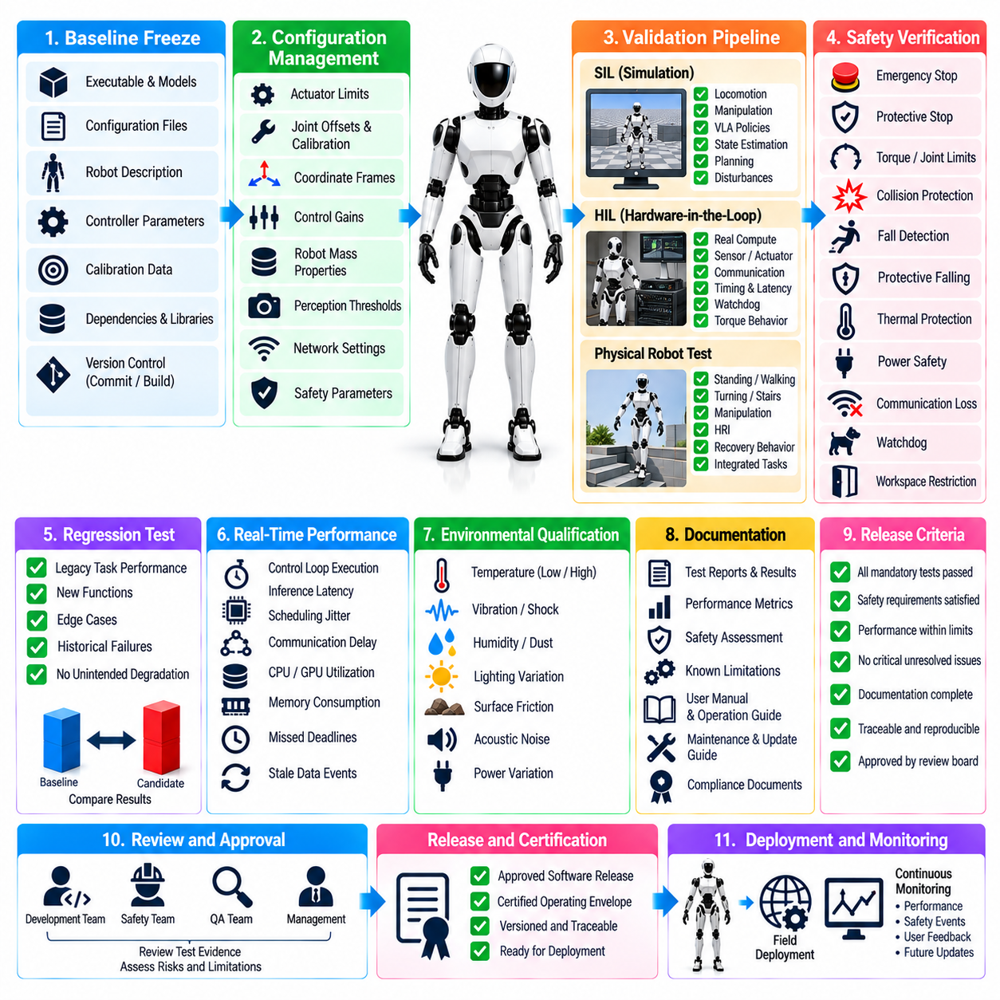 1. Baseline Freeze
Executable & Models
Configuration Files
Robot Description
Controller Parameters
Calibration Data
Dependencies & Libraries
Version Control
(Commit / Build)
2. Configuration
Management
Actuator Limits
Joint Offsets &
Calibration
Coordinate Frames
Control Gains
Robot Mass
Properties
Perception Thresholds
Network Settings
Safety Parameters
3. Validation Pipeline
SIL (Simulation)
Locomotion
Manipulation
VLA Policies
State Estimation
Planning
Disturbances
HIL (Hardware-in-the-Loop)
Real Compute
Sensor / Actuator
Communication
Timing & Latency
Watchdog
Torque Behavior
Physical Robot Test
Standing / Walking
Turning / Stairs
Manipulation
HRI
Recovery Behavior
Integrated Tasks
4. Safety Verification
Emergency Stop
Protective Stop
Torque / Joint Limits
Collision Protection
Fall Detection
Protective Falling
Thermal Protection
Power Safety
Communication Loss
Watchdog
Workspace Restriction
5. Regression Test
Legacy Task Performance
New Functions
Edge Cases
Historical Failures
No Unintended Degradation
Baseline
Candidate
Compare Results
6. Real-Time Performance
Control Loop Execution
Inference Latency
Scheduling Jitter
Communication Delay
CPU / GPU Utilization
Memory Consumption
Missed Deadlines
Stale Data Events
7. Environmental Qualification
Temperature (Low / High)
Vibration / Shock
Humidity / Dust
Lighting Variation
Surface Friction
Acoustic Noise
Power Variation
8. Documentation
Test Reports & Results
Performance Metrics
Safety Assessment
Known Limitations
User Manual
& Operation Guide
Maintenance & Update
Guide
Compliance Documents
9. Release Criteria
All mandatory tests passed
Safety requirements satisfied
Performance within limits
No critical unresolved issues
Documentation complete
Traceable and reproducible
Approved by review board
10. Review and Approval
Development Team
Safety Team
QA Team
Management
Review Test Evidence
Assess Risks and Limitations
Release and Certification
Approved Software Release
Certified Operating Envelope
Versioned and Traceable
Ready for Deployment
11. Deployment and Monitoring
Field
Deployment
Continuous
Monitoring
• Performance
• Safety Events
• User Feedback
• Future Updates